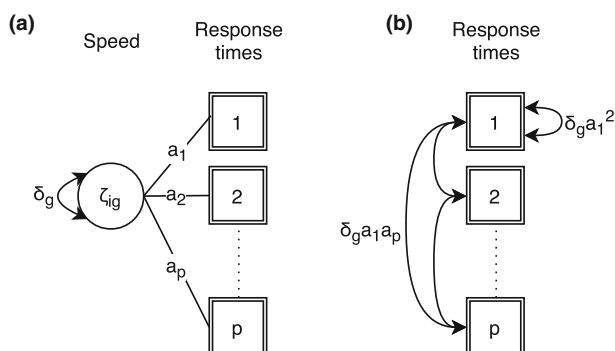 (a)
Speed
Response
times
1
a₁
δg
ζig
a₂
2
aₚ
p
(b)
Response
times
1
δga₁²
2
δga₁aₚ
p